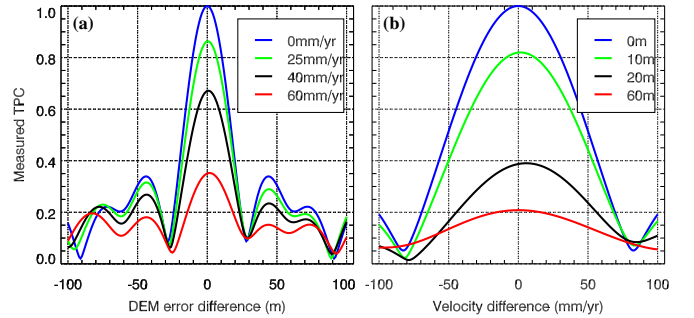 (a)
0mm/yr
25mm/yr
40mm/yr
60mm/yr
1.0
0.8
0.6
0.4
0.2
0.0
Measured TPC
-100
-50
0
50
100
DEM error difference (m)
(b)
0m
10m
20m
60m
-100
-50
0
50
100
Velocity difference (mm/yr)